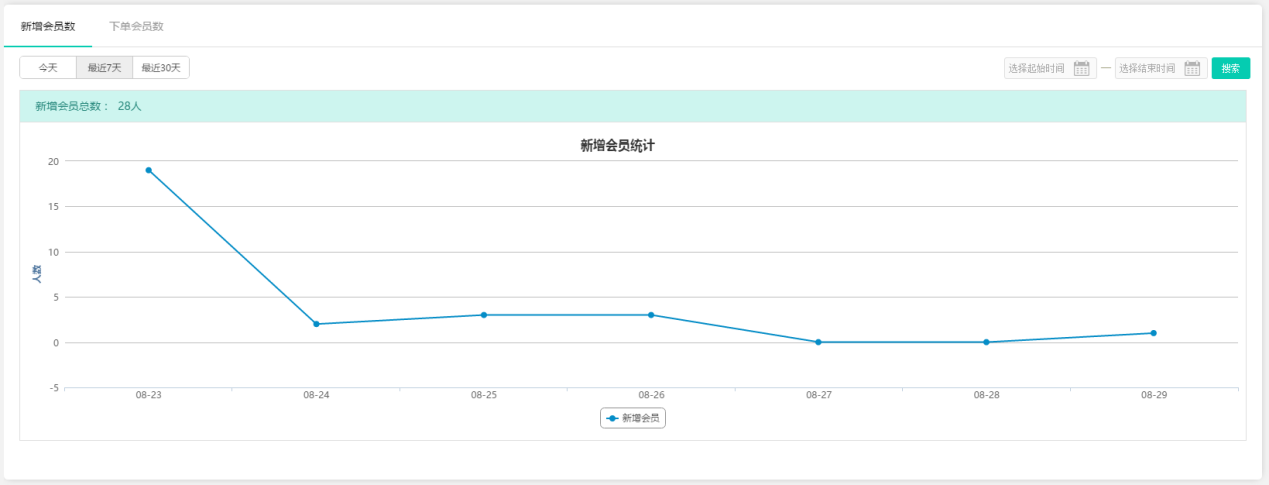 新增会员数 下单会员数
今天 最近7天 最近30天 选择起始时间 — 选择结束时间 搜索
新增会员总数： 28人
新增会员统计
20
15
10
5
0
-5
人数
08-23 08-24 08-25 08-26 08-27 08-28 08-29
新增会员